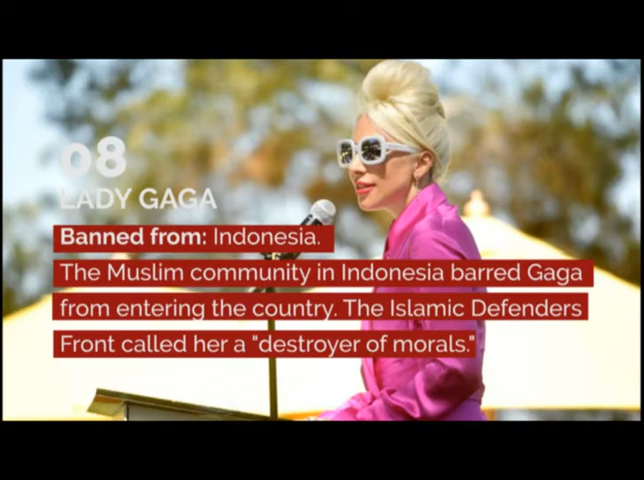 08
LADY GAGA
Banned from: Indonesia.
The Muslim community in Indonesia barred Gaga
from entering the country. The Islamic Defenders
Front called her a "destroyer of morals."